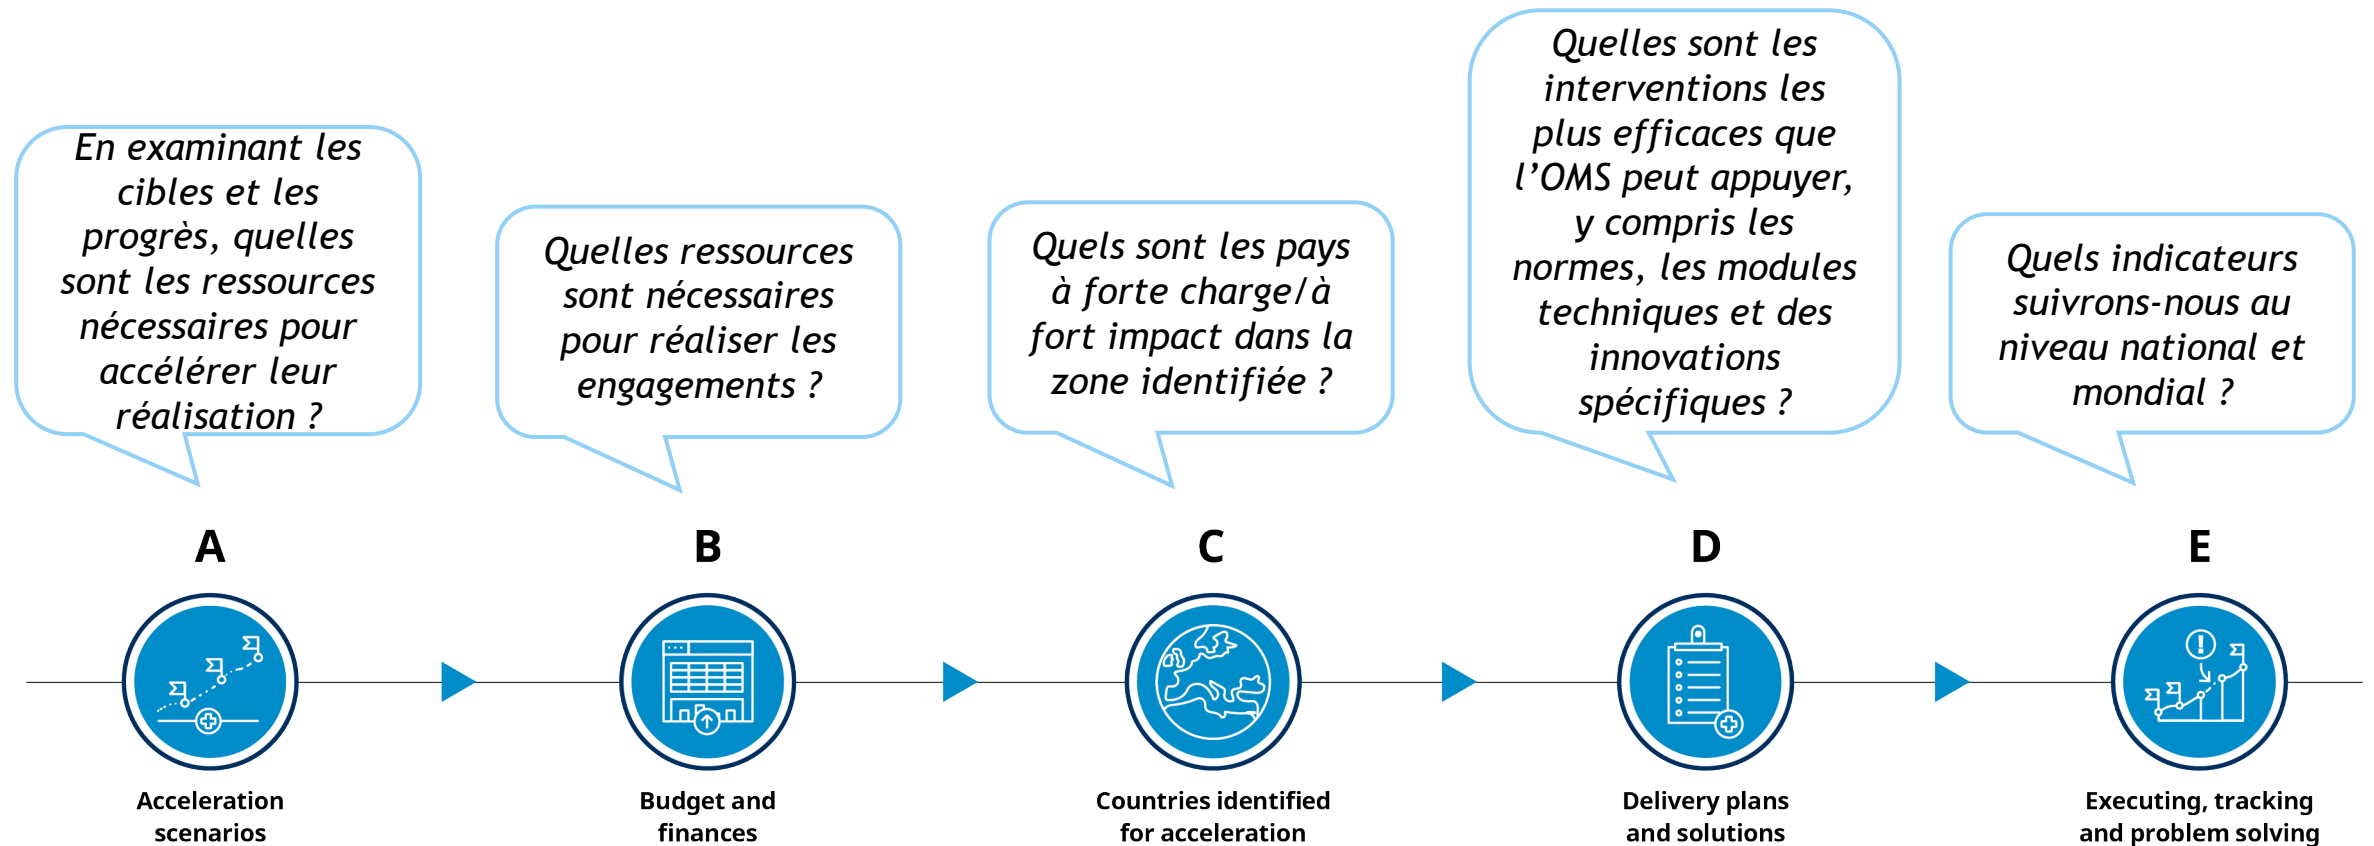 En examinant les
cibles et les
progrès, quelles
sont les ressources
nécessaires pour
accélérer leur
réalisation ?
Quelles ressources
sont nécessaires
pour réaliser les
engagements ?
Quels sont les pays
à forte charge/à
fort impact dans la
zone identifiée ?
Quelles sont les
interventions les
plus efficaces que
l’OMS peut appuyer,
y compris les
normes, les modules
techniques et des
innovations
spécifiques ?
Quels indicateurs
suivrons-nous au
niveau national et
mondial ?
A
B
C
D
E
Acceleration
scenarios
Budget and
finances
Countries identified
for acceleration
Delivery plans
and solutions
Executing, tracking
and problem solving